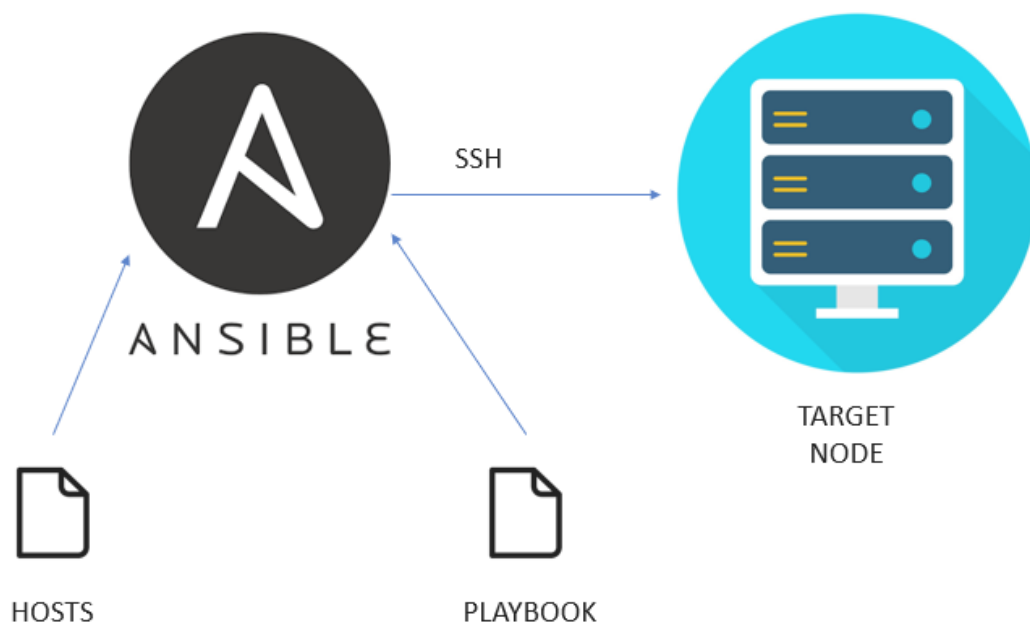 SSH
ANSIBLE
TARGET
NODE
HOSTS
PLAYBOOK